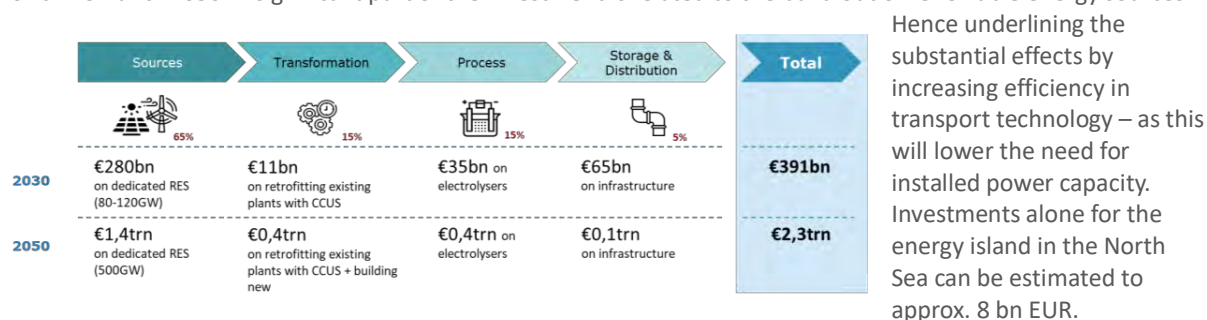 Sources
Transformation
Process
Storage &
Distribution
Total
65%
15%
15%
5%
2030
€280bn
on dedicated RES
(80-120GW)
€11bn
on retrofitting existing
plants with CCUS
€35bn on
electrolysers
€65bn
on infrastructure
€391bn
2050
€1,4trn
on dedicated RES
(500GW)
€0,4trn
on retrofitting existing
plants with CCUS + building
new
€0,4trn on
electrolysers
€0,1trn
on infrastructure
€2,3trn
Hence underlining the
substantial effects by
increasing efficiency in
transport technology – as this
will lower the need for
installed power capacity.
Investments alone for the
energy island in the North
Sea can be estimated to
approx. 8 bn EUR.